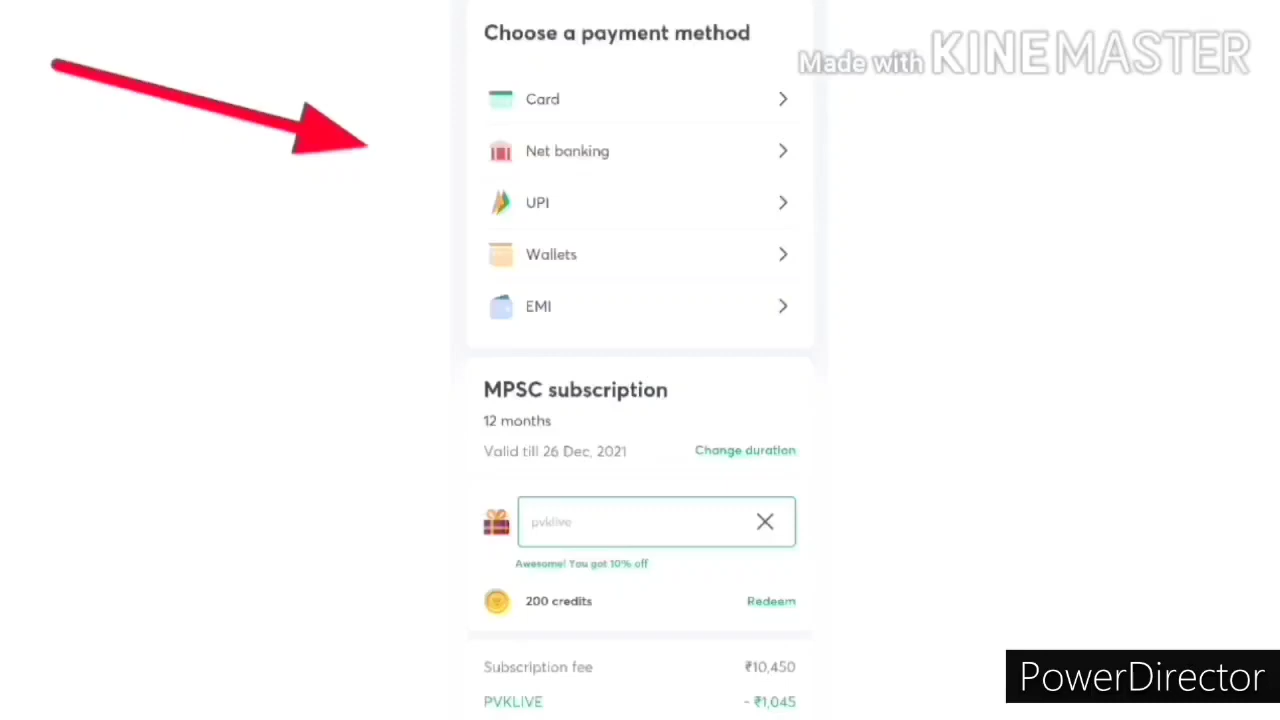 Choose a payment method
Made with KINEMASTER
Card
Net banking
UPI
Wallets
EMI
MPSC subscription
12 months
Valid till 26 Dec, 2021
Change duration
pvklive
Awesome! You got 10% off
200 credits
Redeem
Subscription fee
₹10,450
PVKLIVE
- ₹1,045
PowerDirector